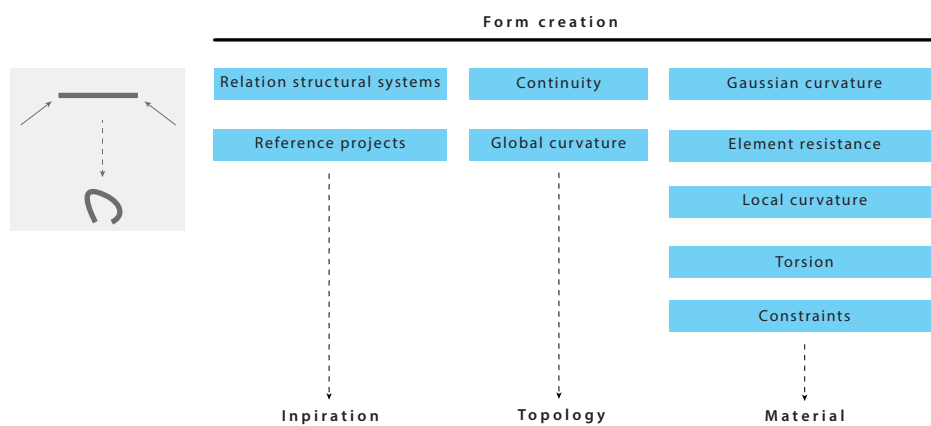 Form creation
Relation structural systems
Continuity
Gaussian curvature
Reference projects
Global curvature
Element resistance
Local curvature
Torsion
Constraints
Inpiration
Topology
Material